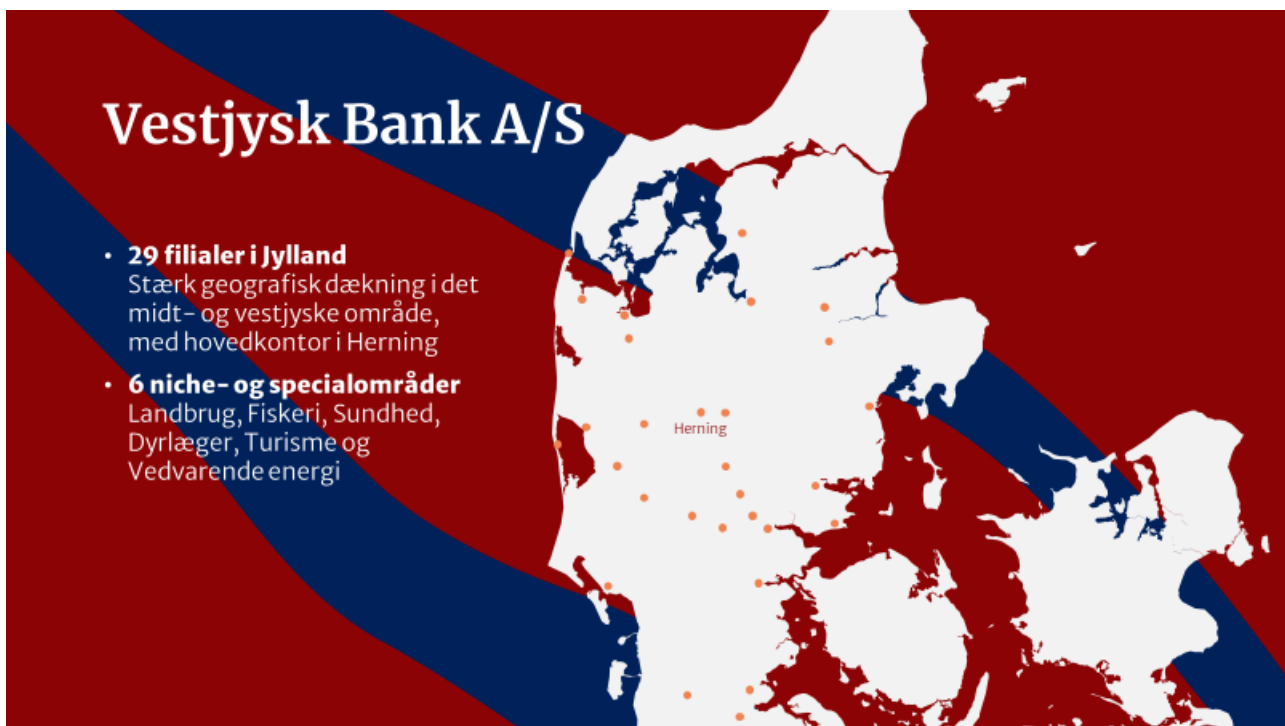 Vestjysk Bank A/S
• 29 filialer i Jylland
Stærk geografisk dækning i det
midt- og vestjyske område,
med hovedkontor i Herning
• 6 niche- og specialområder
Landbrug, Fiskeri, Sundhed,
Dyrlæger, Turisme og
Vedvarende energi
Herning